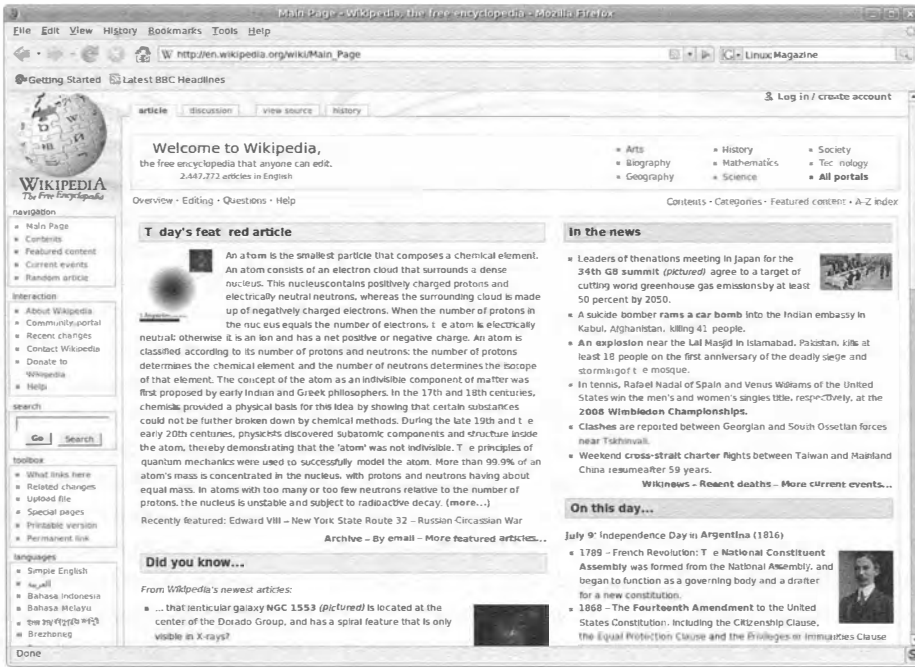 Main Page - Wikipedia, the free encyclopedia - Mozilla Firefox
File Edit View History Bookmarks Tools Help
W http://en.wikipedia.org/wiki/Main_Page
G Linux Magazine
Getting Started Latest BBC Headlines
Log in / create account
article discussion view source history
WIKIPEDIA
The Free Encyclopedia
navigation
Main Page
Contents
Featured content
Current events
Random article
interaction
About Wikipedia
Community portal
Recent changes
Contact Wikipedia
Donate to
Wikipedia
Help
search
Go Search
toolbox
What links here
Related changes
Upload file
Special pages
Printable version
Permanent link
languages
Simple English
العربية
Bahasa Indonesia
Bahasa Melayu
Brezhoneg
Welcome to Wikipedia,
the free encyclopedia that anyone can edit.
2,447,772 articles in English
Arts
Biography
Geography
History
Mathematics
Science
Society
Tec nology
All portals
Overview · Editing · Questions · Help
Contents · Categories · Featured content · A–Z index
T day's feat red article
An atom is the smallest particle that composes a chemical element.
An atom consists of an electron cloud that surrounds a dense
nucleus. This nucleuscontains positively charged protons and
electrically neutral neutrons, whereas the surrounding cloud is made
up of negatively charged electrons. When the number of protons in
the nuc eus equals the number of electrons, t e atom is electrically
neutral; otherwise it is an ion and has a net positive or negative charge. An atom is
classified according to its number of protons and neutrons: the number of protons
determines the chemical element and the number of neutrons determines the isotope
of that element. The concept of the atom as an indivisible component of matter was
first proposed by early Indian and Greek philosophers. In the 17th and 18th centuries,
chemists provided a physical basis for this idea by showing that certain substances
could not be further broken down by chemical methods. During the late 19th and t e
early 20th centuries, physicists discovered subatomic components and structure inside
the atom, thereby demonstrating that the 'atom' was not indivisible. T e principles of
quantum mechanics were used to successfully model the atom. More than 99.9% of an
atom's mass is concentrated in the nucleus, with protons and neutrons having about
equal mass. In atoms with too many or too few neutrons relative to the number of
protons, the nucleus is unstable and subject to radioactive decay. (more...)
Recently featured: Edward VIII – New York State Route 32 – Russian-Circassian War
Archive – By email – More featured articles...
Did you know...
From Wikipedia's newest articles:
... that lenticular galaxy NGC 1553 (pictured) is located at the
center of the Dorado Group, and has a spiral feature that is only
visible in X-rays?
In the news
Leaders of thenations meeting in Japan for the
34th G8 summit (pictured) agree to a target of
cutting world greenhouse gas emissions by at least
50 percent by 2050.
A suicide bomber rams a car bomb into the Indian embassy in
Kabul, Afghanistan, killing 41 people.
An explosion near the Lal Masjid in Islamabad, Pakistan, kills at
least 18 people on the first anniversary of the deadly siege and
stormingof t e mosque.
In tennis, Rafael Nadal of Spain and Venus Williams of the United
States win the men's and women's singles title, respectively, at the
2008 Wimbledon Championships.
Clashes are reported between Georgian and South Ossetian forces
near Tskhinvali.
Weekend cross-strait charter flights between Taiwan and Mainland
China resumeafter 59 years.
Wikinews – Recent deaths – More current events...
On this day...
July 9: Independence Day in Argentina (1816)
1789 – French Revolution: T e National Constituent
Assembly was formed from the National Assembly, and
began to function as a governing body and a drafter
for a new constitution.
1868 – The Fourteenth Amendment to the United
States Constitution, including the Citizenship Clause,
the Equal Protection Clause and the Privileges or Immunities Clause
Done